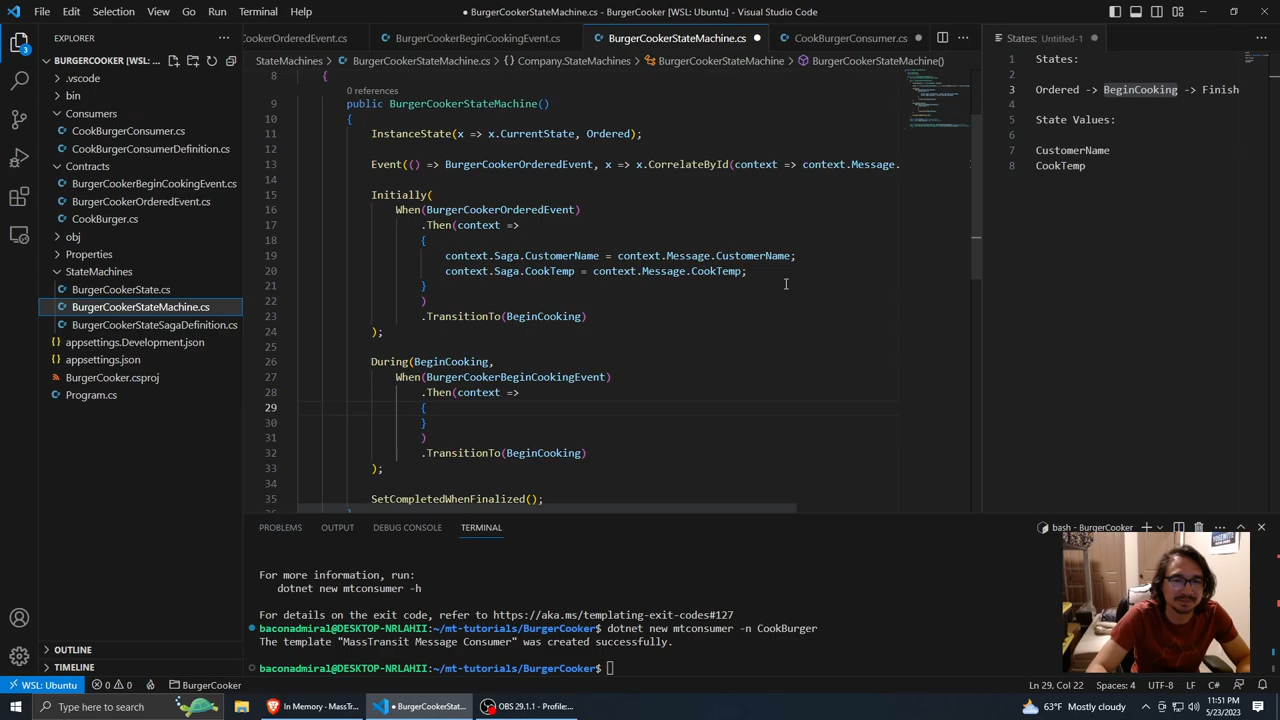 File Edit Selection View Go Run Terminal Help
● BurgerCookerStateMachine.cs - BurgerCooker [WSL: Ubuntu] - Visual Studio Code
EXPLORER
BURGERCOOKER [WSL: ...
.vscode
bin
Consumers
CookBurgerConsumer.cs
CookBurgerConsumerDefinition.cs
Contracts
BurgerCookerBeginCookingEvent.cs
BurgerCookerOrderedEvent.cs
CookBurger.cs
obj
Properties
StateMachines
BurgerCookerState.cs
BurgerCookerStateMachine.cs
BurgerCookerStateSagaDefinition.cs
appsettings.Development.json
appsettings.json
BurgerCooker.csproj
Program.cs
OUTLINE
TIMELINE
CookerOrderedEvent.cs BurgerCookerBeginCookingEvent.cs BurgerCookerStateMachine.cs CookBurgerConsumer.cs
StateMachines > BurgerCookerStateMachine.cs > {} Company.StateMachines > BurgerCookerStateMachine > BurgerCookerStateMachine()
8 {
0 references
9 public BurgerCookerStateMachine()
10 {
11 InstanceState(x => x.CurrentState, Ordered);
12
13 Event(() => BurgerCookerOrderedEvent, x => x.CorrelateById(context => context.Message.
14
15 Initially(
16 When(BurgerCookerOrderedEvent)
17 .Then(context =>
18 {
19 context.Saga.CustomerName = context.Message.CustomerName;
20 context.Saga.CookTemp = context.Message.CookTemp;
21 }
22 )
23 .TransitionTo(BeginCooking)
24 );
25
26 During(BeginCooking,
27 When(BurgerCookerBeginCookingEvent)
28 .Then(context =>
29 {
30 }
31 )
32 .TransitionTo(BeginCooking)
33 );
34
35 SetCompletedWhenFinalized();
States: Untitled-1
1 States:
2
Ordered -> BeginCooking -> Finish
4
5 State Values:
6
7 CustomerName
8 CookTemp
PROBLEMS OUTPUT DEBUG CONSOLE TERMINAL
bash - BurgerCooker
For more information, run:
dotnet new mtconsumer -h
For details on the exit code, refer to https://aka.ms/templating-exit-codes#127
baconadmiral@DESKTOP-NRLAHII:~/mt-tutorials/BurgerCooker$ dotnet new mtconsumer -n CookBurger
The template "MassTransit Message Consumer" was created successfully.
baconadmiral@DESKTOP-NRLAHII:~/mt-tutorials/BurgerCooker$
WSL: Ubuntu 0 0 BurgerCooker
Ln 29, Col 22 Spaces: 4 UTF-8 LF C#
Type here to search
In Memory - MassTr...
● BurgerCookerStat...
OBS 29.1.1 - Profile:...
63°F Mostly cloudy
11:51 PM
5/23/2023